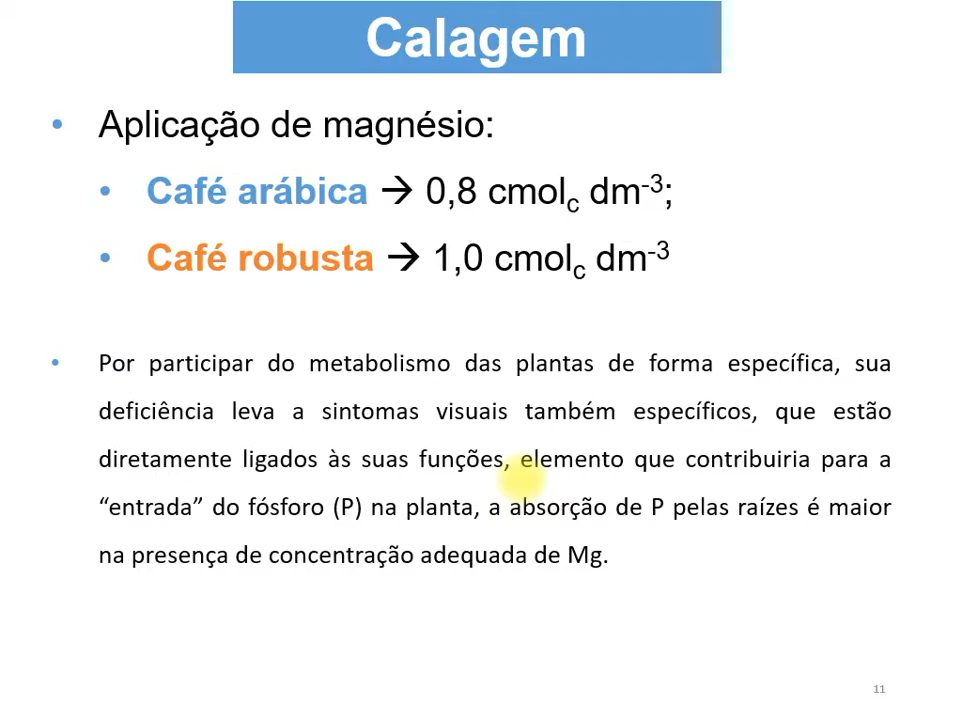 Calagem
• Aplicação de magnésio:
• Café arábica → 0,8 cmolc dm-3;
• Café robusta → 1,0 cmolc dm-3
• Por participar do metabolismo das plantas de forma específica, sua
deficiência leva a sintomas visuais também específicos, que estão
diretamente ligados às suas funções, elemento que contribuiria para a
“entrada” do fósforo (P) na planta, a absorção de P pelas raízes é maior
na presença de concentração adequada de Mg.
11